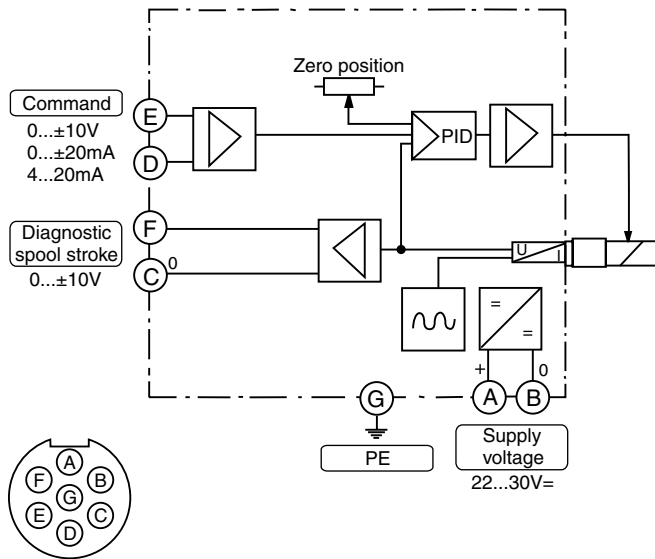 Zero position
Command
E
0...±10V
0...±20mA
4...20mA
D
PID
F
Diagnostic
spool stroke
0...±10V
C
0
U
I
=
=
+
0
A
B
G
PE
Supply
voltage
22...30V=
A
F
B
G
E
C
D